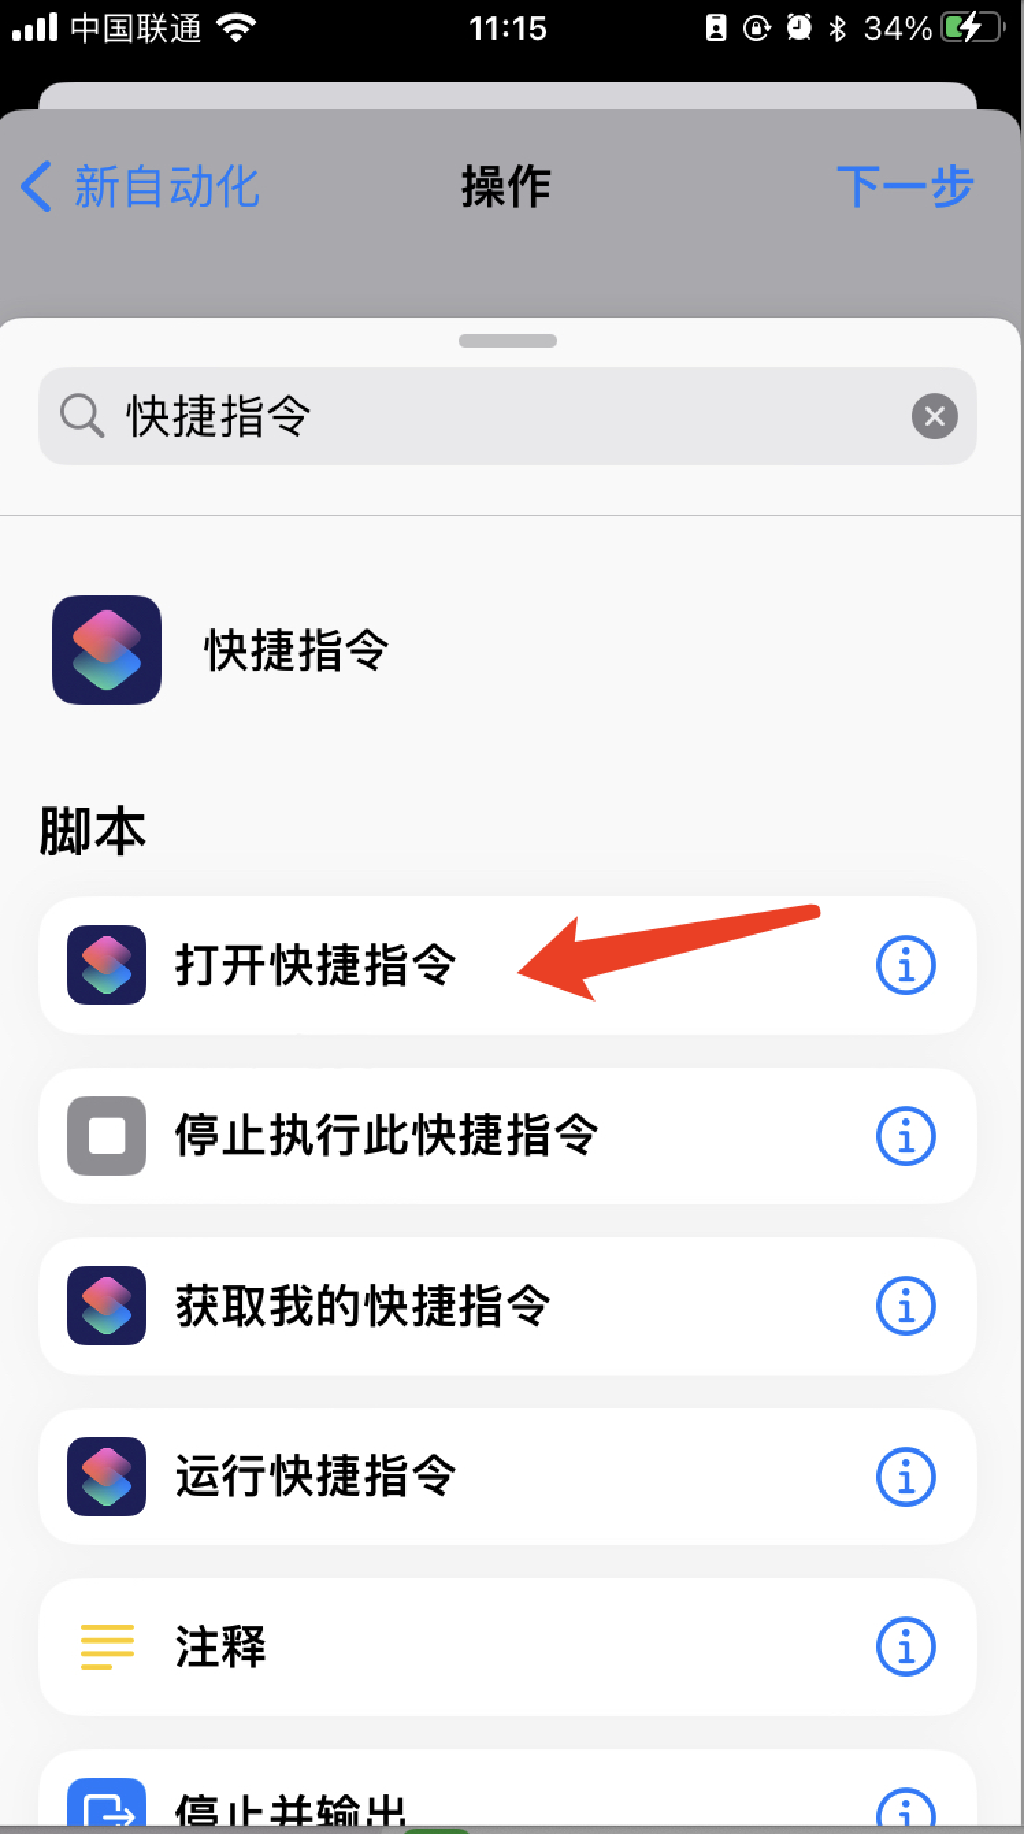 中国联通 11:15 34%
新自动化 操作 下一步
快捷指令
快捷指令
脚本
打开快捷指令
停止执行此快捷指令
获取我的快捷指令
运行快捷指令
注释
停止并输出